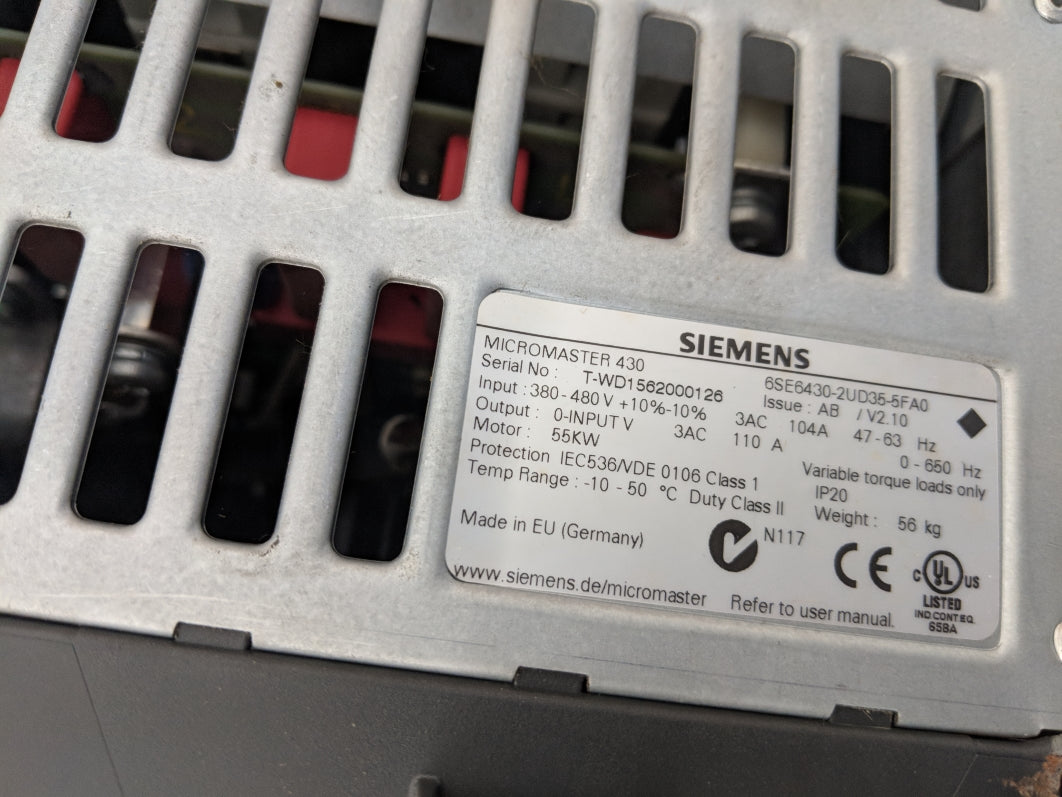 SIEMENS
MICROMASTER 430 6SE6430-2UD35-5FA0
Serial No : T-WD1562000126 Issue : AB / V2.10
Input : 380 - 480 V +10% -10% 3AC 104A 47 - 63 Hz
Output : 0-INPUT V 3AC 110 A 0 - 650 Hz
Motor : 55KW Variable torque loads only
Protection IEC536/VDE 0106 Class 1 IP20
Temp Range : -10 - 50 °C Duty Class II Weight : 56 kg
Made in EU (Germany) N117 CE C UL US
LISTED
IND CONT EQ.
65BA
www.siemens.de/micromaster Refer to user manual.